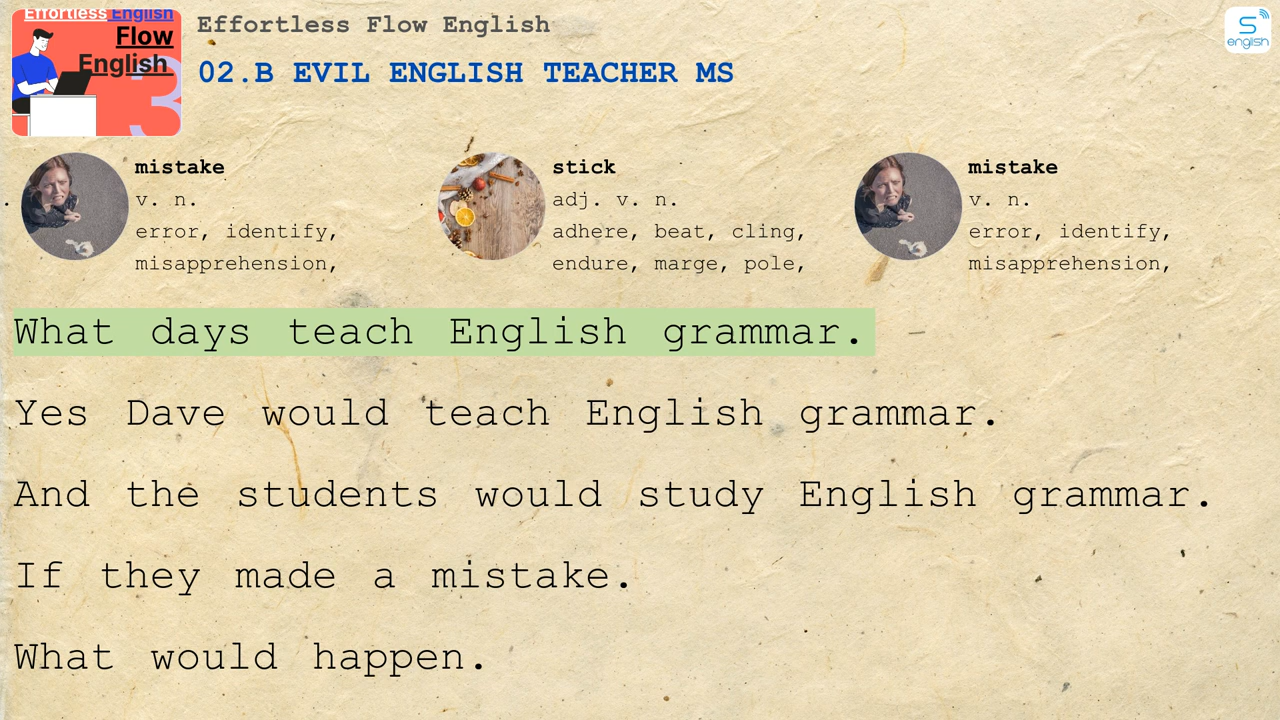 Effortless English
Flow
English
3
Effortless Flow English
02.B EVIL ENGLISH TEACHER MS
S
english
mistake
v. n.
error, identify,
misapprehension,
stick
adj. v. n.
adhere, beat, cling,
endure, marge, pole,
mistake
v. n.
error, identify,
misapprehension,
What days teach English grammar.
Yes Dave would teach English grammar.
And the students would study English grammar.
If they made a mistake.
What would happen.